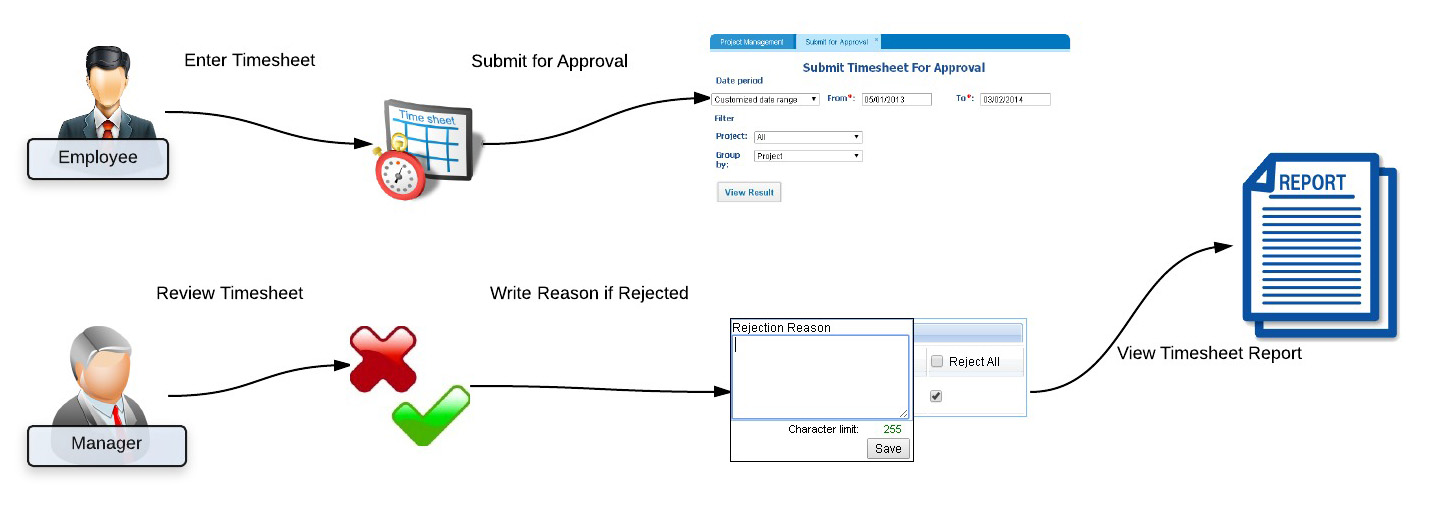 Enter Timesheet
Submit for Approval
Employee
Time sheet
Project Management
Submit for Approval ×
Submit Timesheet For Approval
Date period
Customized date range
From*: 05/01/2013
To*: 03/02/2014
Filter
Project: All
Group
by: Project
View Result
REPORT
Review Timesheet
Write Reason if Rejected
Manager
Rejection Reason
Reject All
Character limit: 255
Save
View Timesheet Report